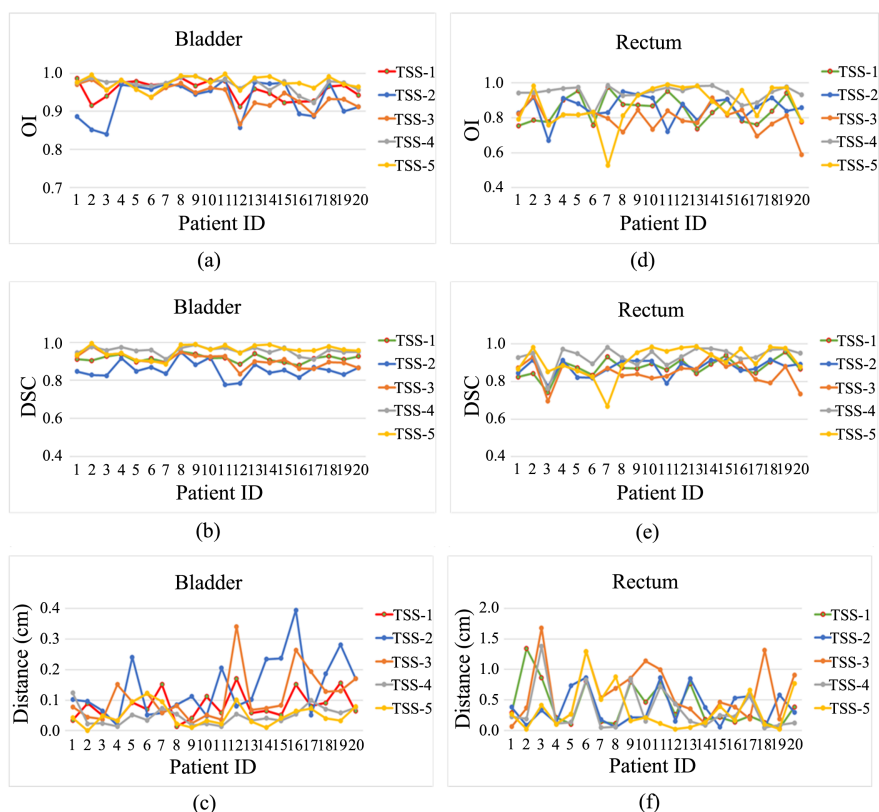 Bladder
1.0
0.9
0.8
0.7
OI
1 2 3 4 5 6 7 8 9 10 11 12 13 14 15 16 17 18 19 20
Patient ID
TSS-1
TSS-2
TSS-3
TSS-4
TSS-5
(a)
Rectum
1.0
0.8
0.6
0.4
OI
1 2 3 4 5 6 7 8 9 10 11 12 13 14 15 16 17 18 19 20
Patient ID
TSS-1
TSS-2
TSS-3
TSS-4
TSS-5
(d)
Bladder
1.0
0.8
0.6
0.4
DSC
1 2 3 4 5 6 7 8 9 10 11 12 13 14 15 16 17 18 19 20
Patient ID
TSS-1
TSS-2
TSS-3
TSS-4
TSS-5
(b)
Rectum
1.0
0.8
0.6
0.4
DSC
1 2 3 4 5 6 7 8 9 10 11 12 13 14 15 16 17 18 19 20
Patient ID
TSS-1
TSS-2
TSS-3
TSS-4
TSS-5
(e)
Bladder
0.4
0.3
0.2
0.1
0.0
Distance (cm)
1 2 3 4 5 6 7 8 9 10 11 12 13 14 15 16 17 18 19 20
Patient ID
TSS-1
TSS-2
TSS-3
TSS-4
TSS-5
(c)
Rectum
2.0
1.5
1.0
0.5
0.0
Distance (cm)
1 2 3 4 5 6 7 8 9 10 11 12 13 14 15 16 17 18 19 20
Patient ID
TSS-1
TSS-2
TSS-3
TSS-4
TSS-5
(f)